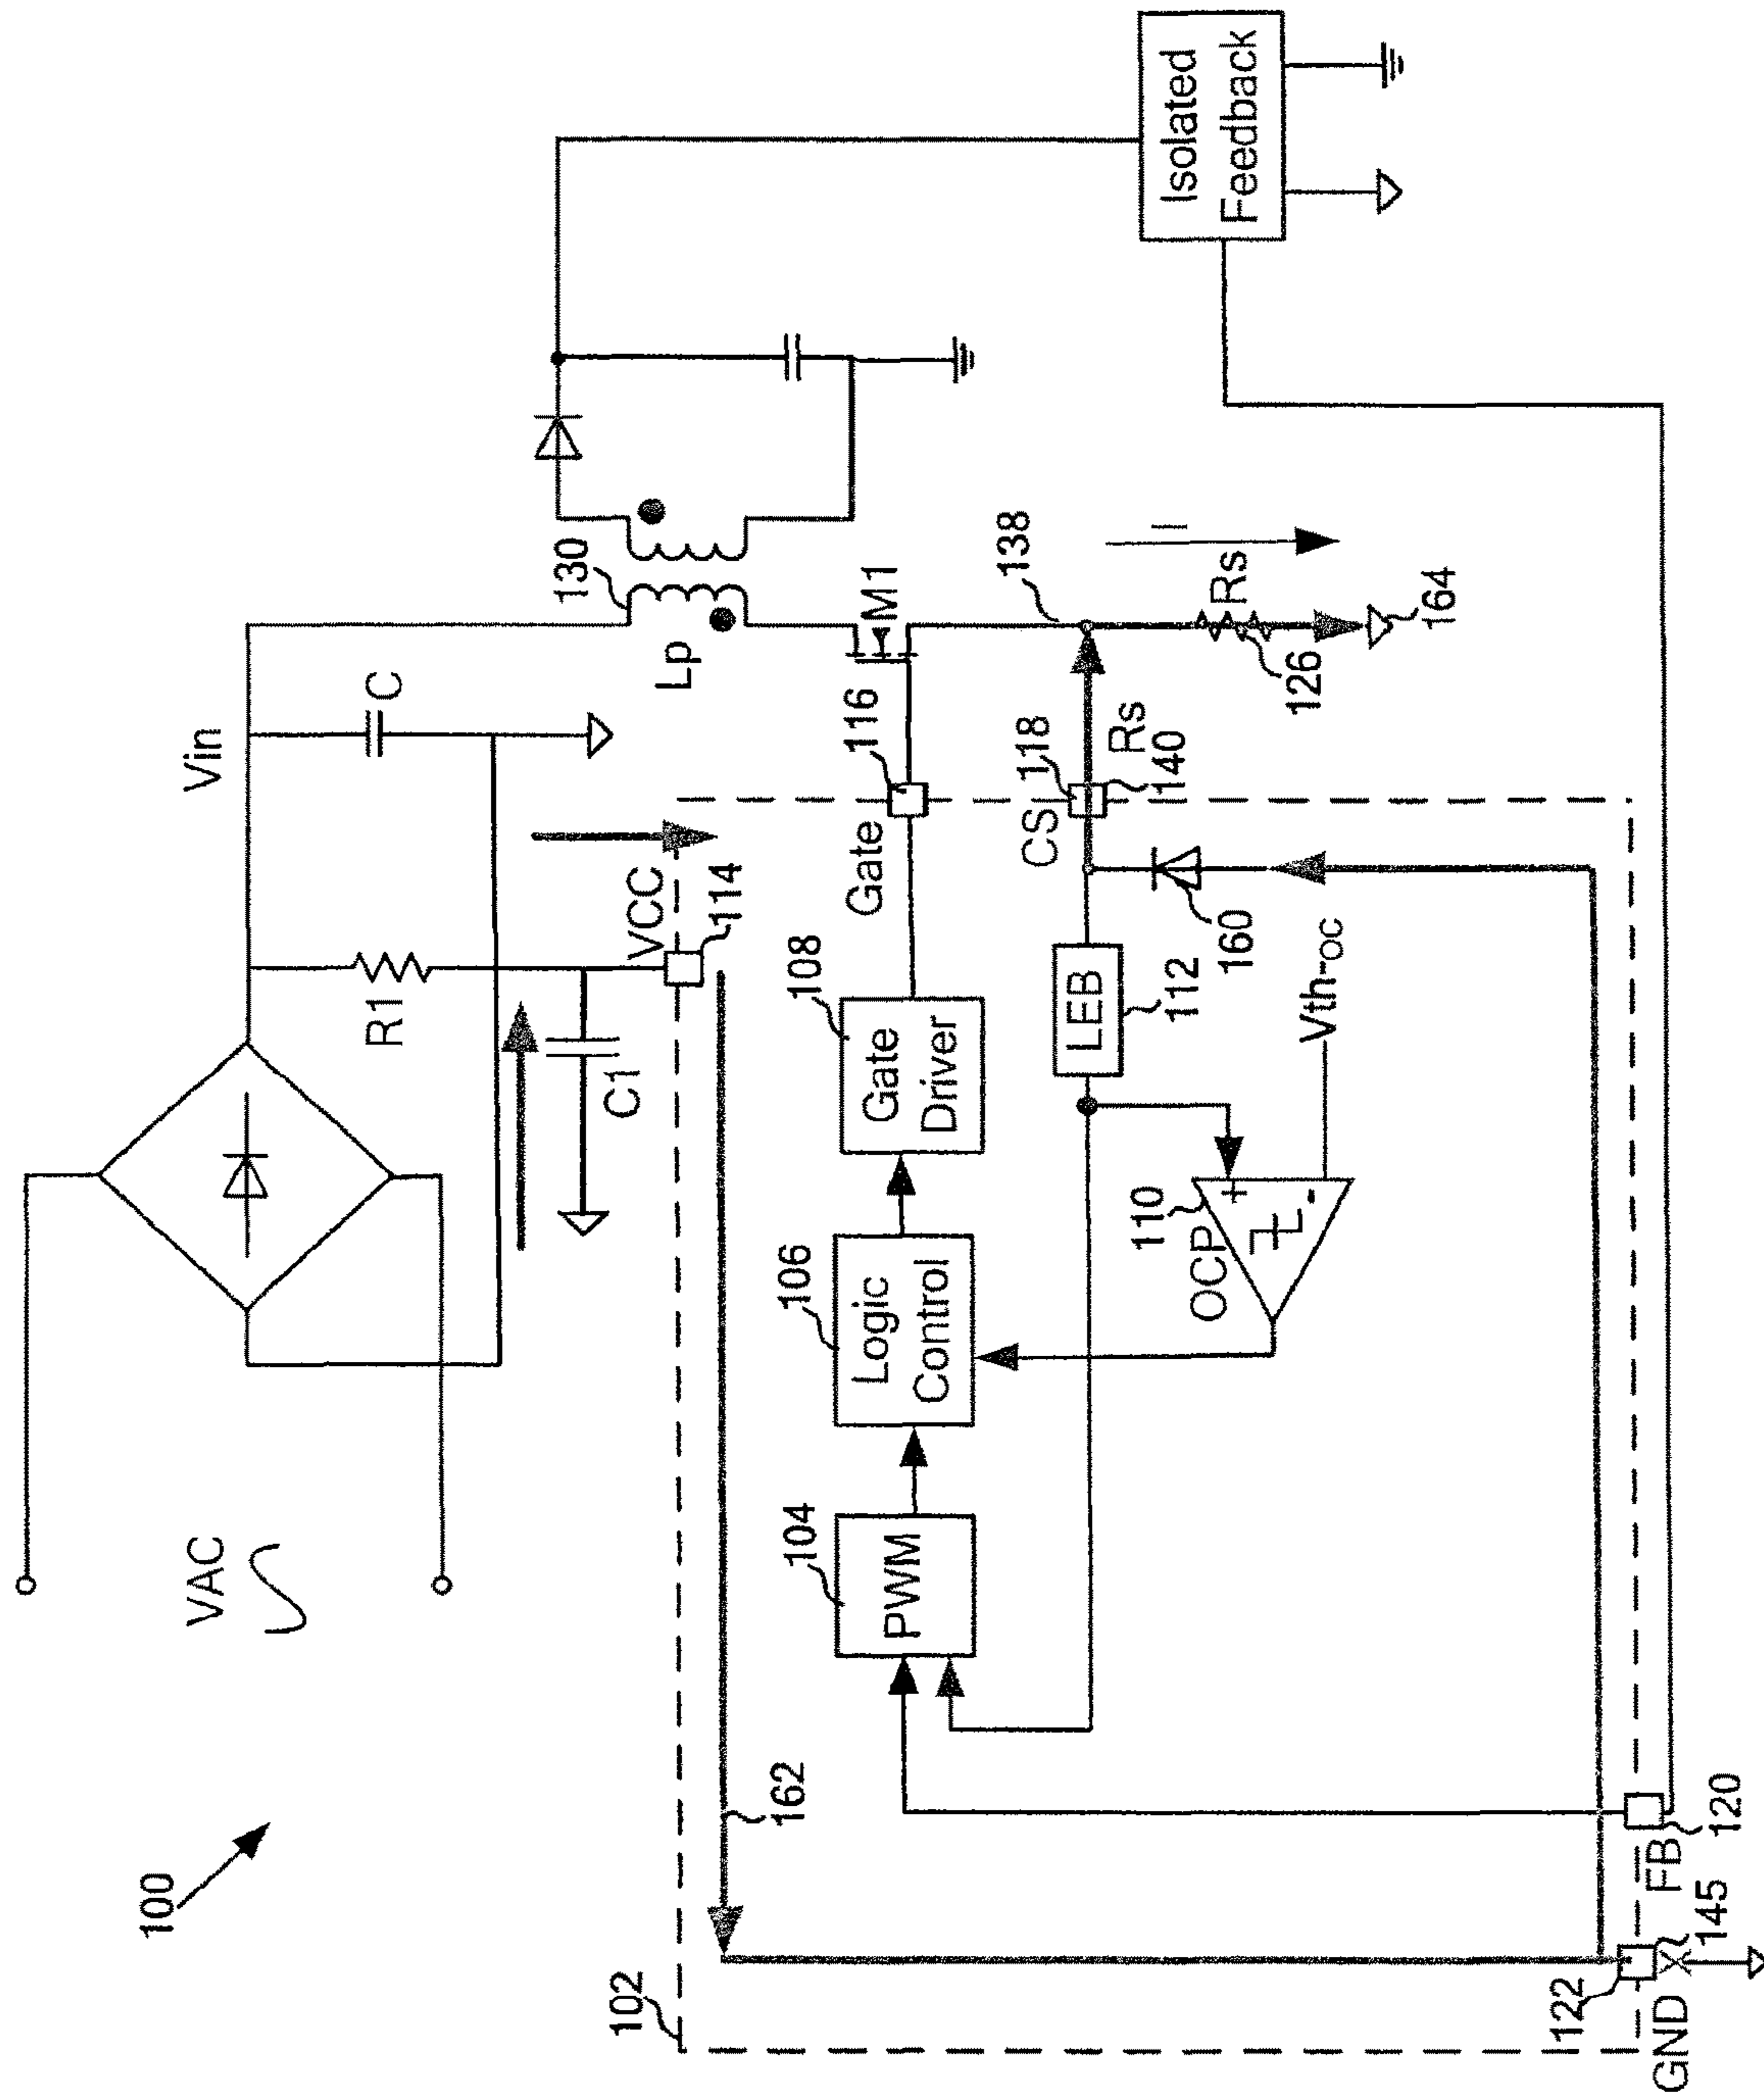 100
VAC
Vin
C
R1
C1
VCC
114
130
Lp
M1
116
Gate
138
I
Rs
126
164
118
CS
Rs
140
160
108
Gate
Driver
LEB
112
Vth-OC
110
OCP
+
-
106
Logic
Control
104
PWM
162
102
120
FB
145
122
GND
Isolated
Feedback